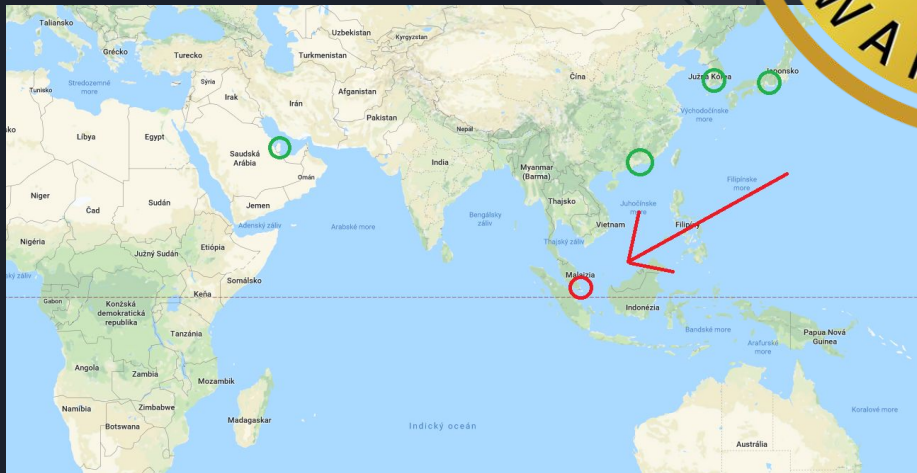 Taliansko
Uzbekistan
Kyrgyzstan
Grécko
Turecko
Turkmenistan
Čína
Južná Kórea
Japonsko
Stredozemné
more
Tunisko
Sýria
Irak
Irán
Afganistan
Východočínske
more
Pakistan
Líbya
Egypt
Nepál
Saudská
Arábia
India
Mjanmar
(Barma)
Omán
Filipínske
more
Niger
Čad
Sudán
Jemen
Thajsko
Juhočínske
more
Adenský záliv
Arabské more
Bengálsky
záliv
Vietnam
Filipíny
Nigéria
Južný Sudán
Etiópia
Thajský záliv
Somálsko
Malajzia
Gabon
Keňa
Konžská
demokratická
republika
Indonézia
Tanzánia
Bandské more
Papua Nová
Guinea
Arafurské
more
Angola
Zambia
Mozambik
Namíbia
Zimbabwe
Botswana
Madagaskar
Koralové more
Indický oceán
Austrália
WA